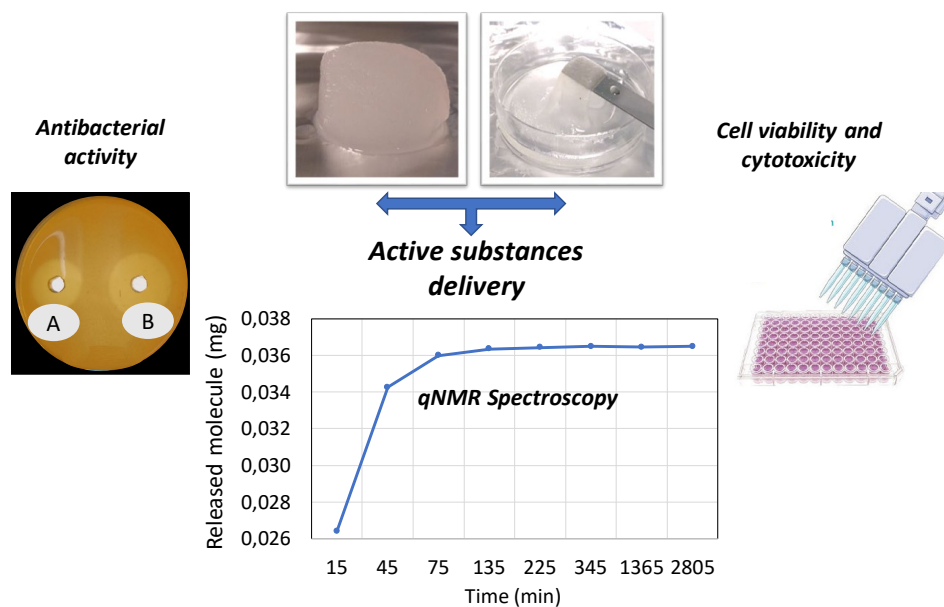 Antibacterial
activity
Cell viability and
cytotoxicity
A
B
Active substances
delivery
Released molecule (mg)
0,038
0,036
0,034
0,032
0,030
0,028
0,026
qNMR Spectroscopy
15 45 75 135 225 345 1365 2805
Time (min)